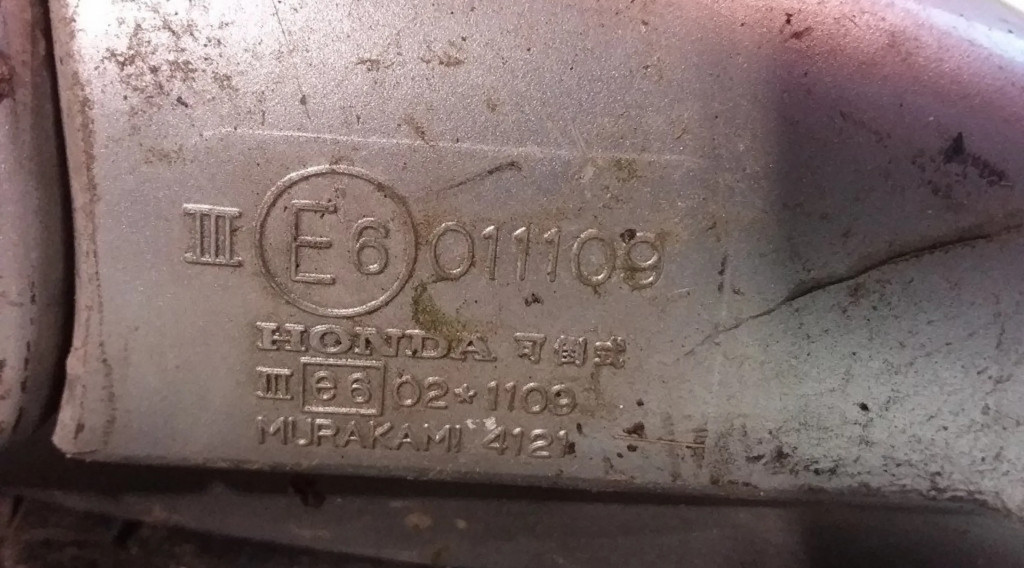 III E6 011109
HONDA 可倒式
III e6 02*1109
MURAKAMI 4121